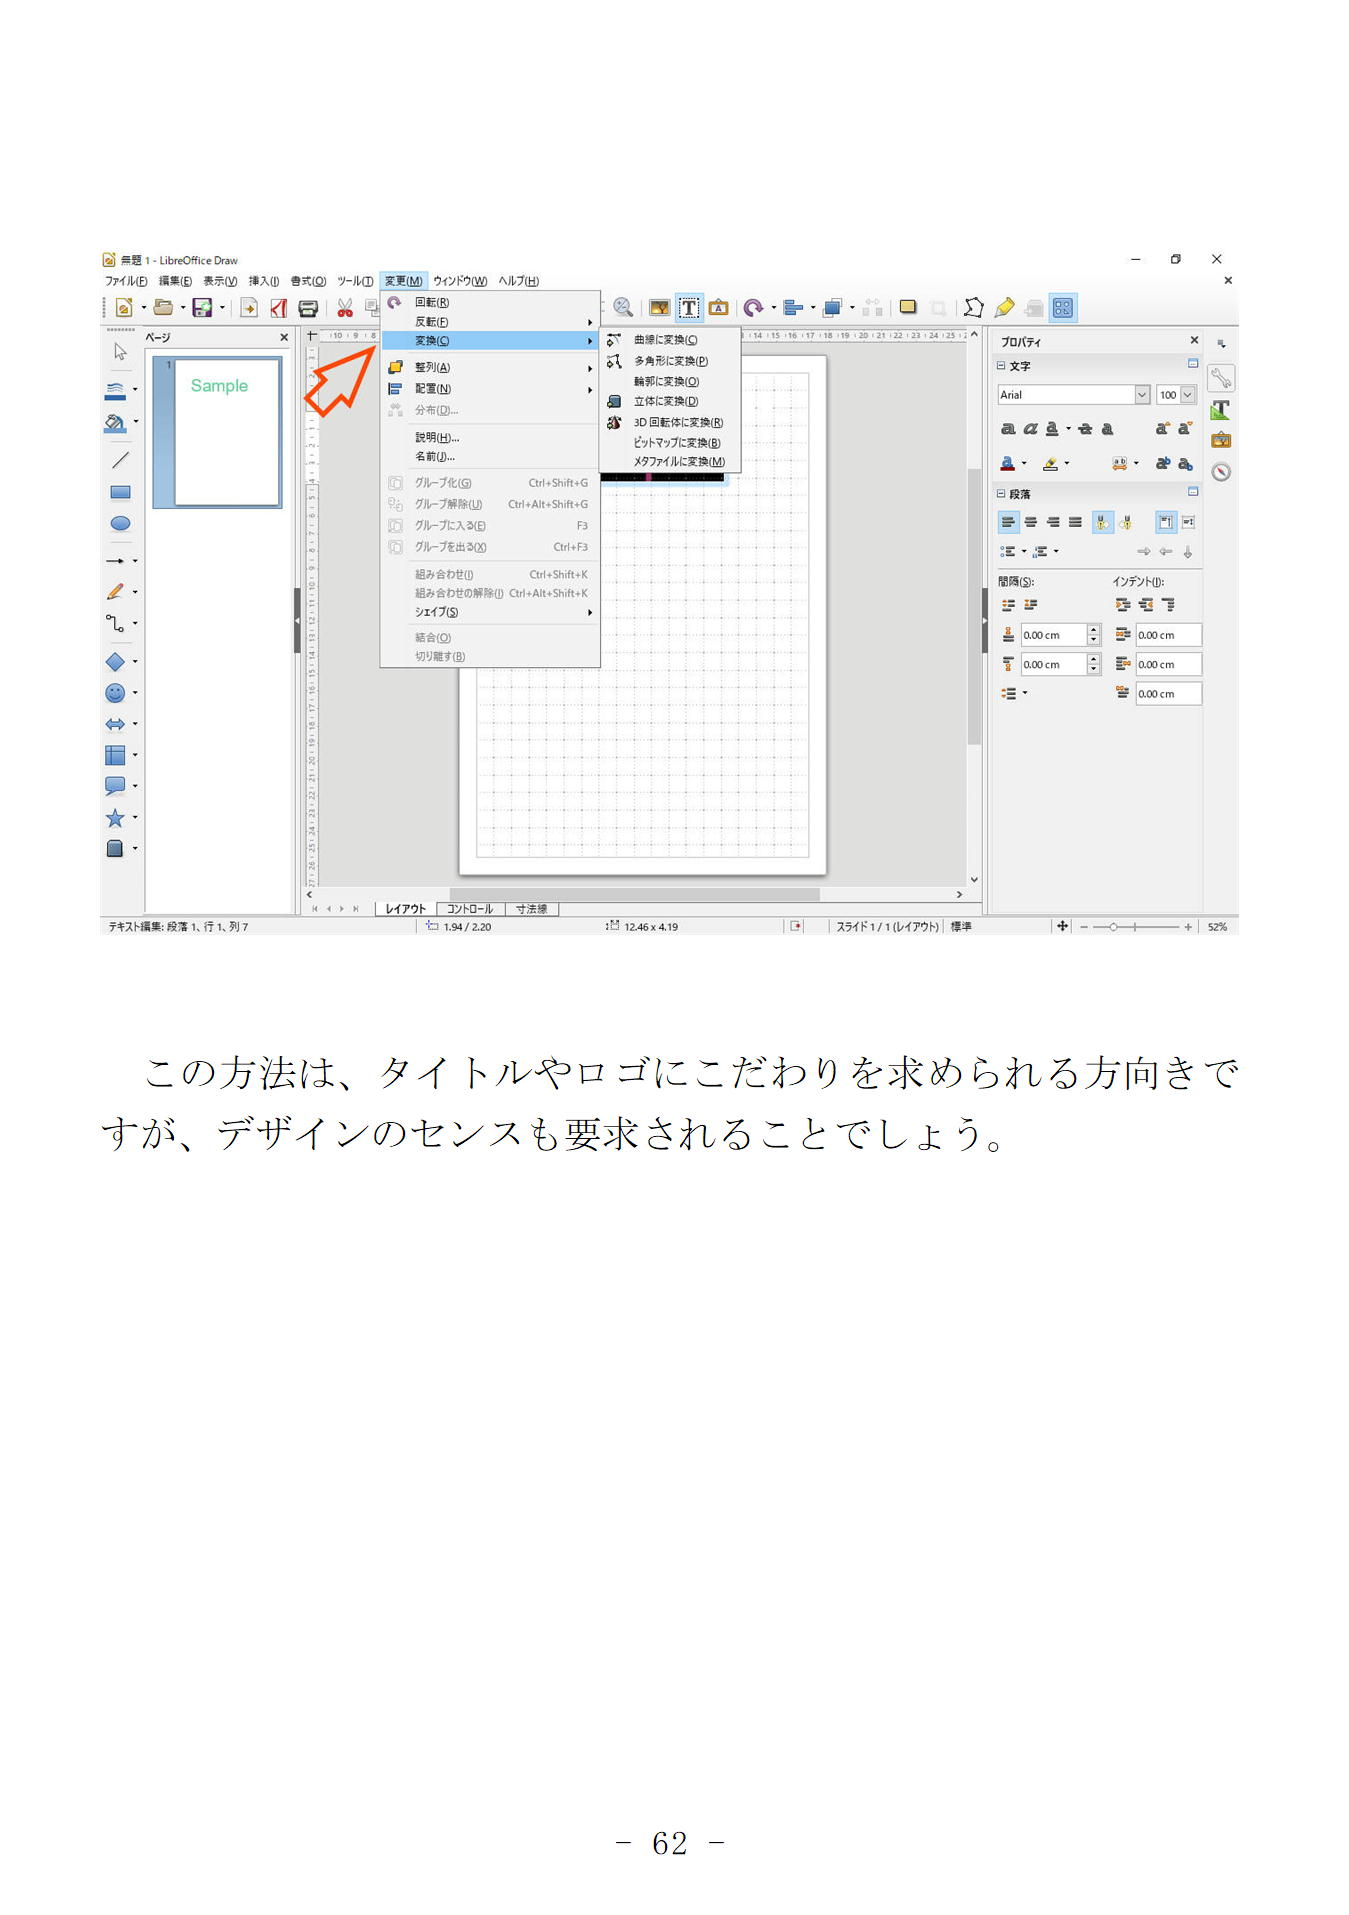 無題 1 - LibreOffice Draw
ファイル(F) 編集(E) 表示(V) 挿入(I) 書式(O) ツール(T) 変更(M) ウィンドウ(W) ヘルプ(H)
ページ
1
Sample
回転(R)
反転(F)
変換(C)
整列(A)
配置(N)
分布(D)...
説明(H)...
名前(J)...
グループ化(G) Ctrl+Shift+G
グループ解除(U) Ctrl+Alt+Shift+G
グループに入る(E) F3
グループを出る(X) Ctrl+F3
組み合わせ(I) Ctrl+Shift+K
組み合わせの解除(I) Ctrl+Alt+Shift+K
シェイプ(S)
結合(O)
切り離す(B)
曲線に変換(C)
多角形に変換(P)
輪郭に変換(O)
立体に変換(D)
3D 回転体に変換(R)
ビットマップに変換(B)
メタファイルに変換(M)
プロパティ
文字
Arial 100
段落
間隔(S): インデント(I):
0.00 cm 0.00 cm
0.00 cm 0.00 cm
0.00 cm
レイアウト コントロール 寸法線
テキスト編集: 段落 1、行 1、列 7 1.94 / 2.20 12.46 x 4.19 スライド 1 / 1 (レイアウト) 標準 52%
この方法は、タイトルやロゴにこだわりを求められる方向きで
すが、デザインのセンスも要求されることでしょう。
- 62 -